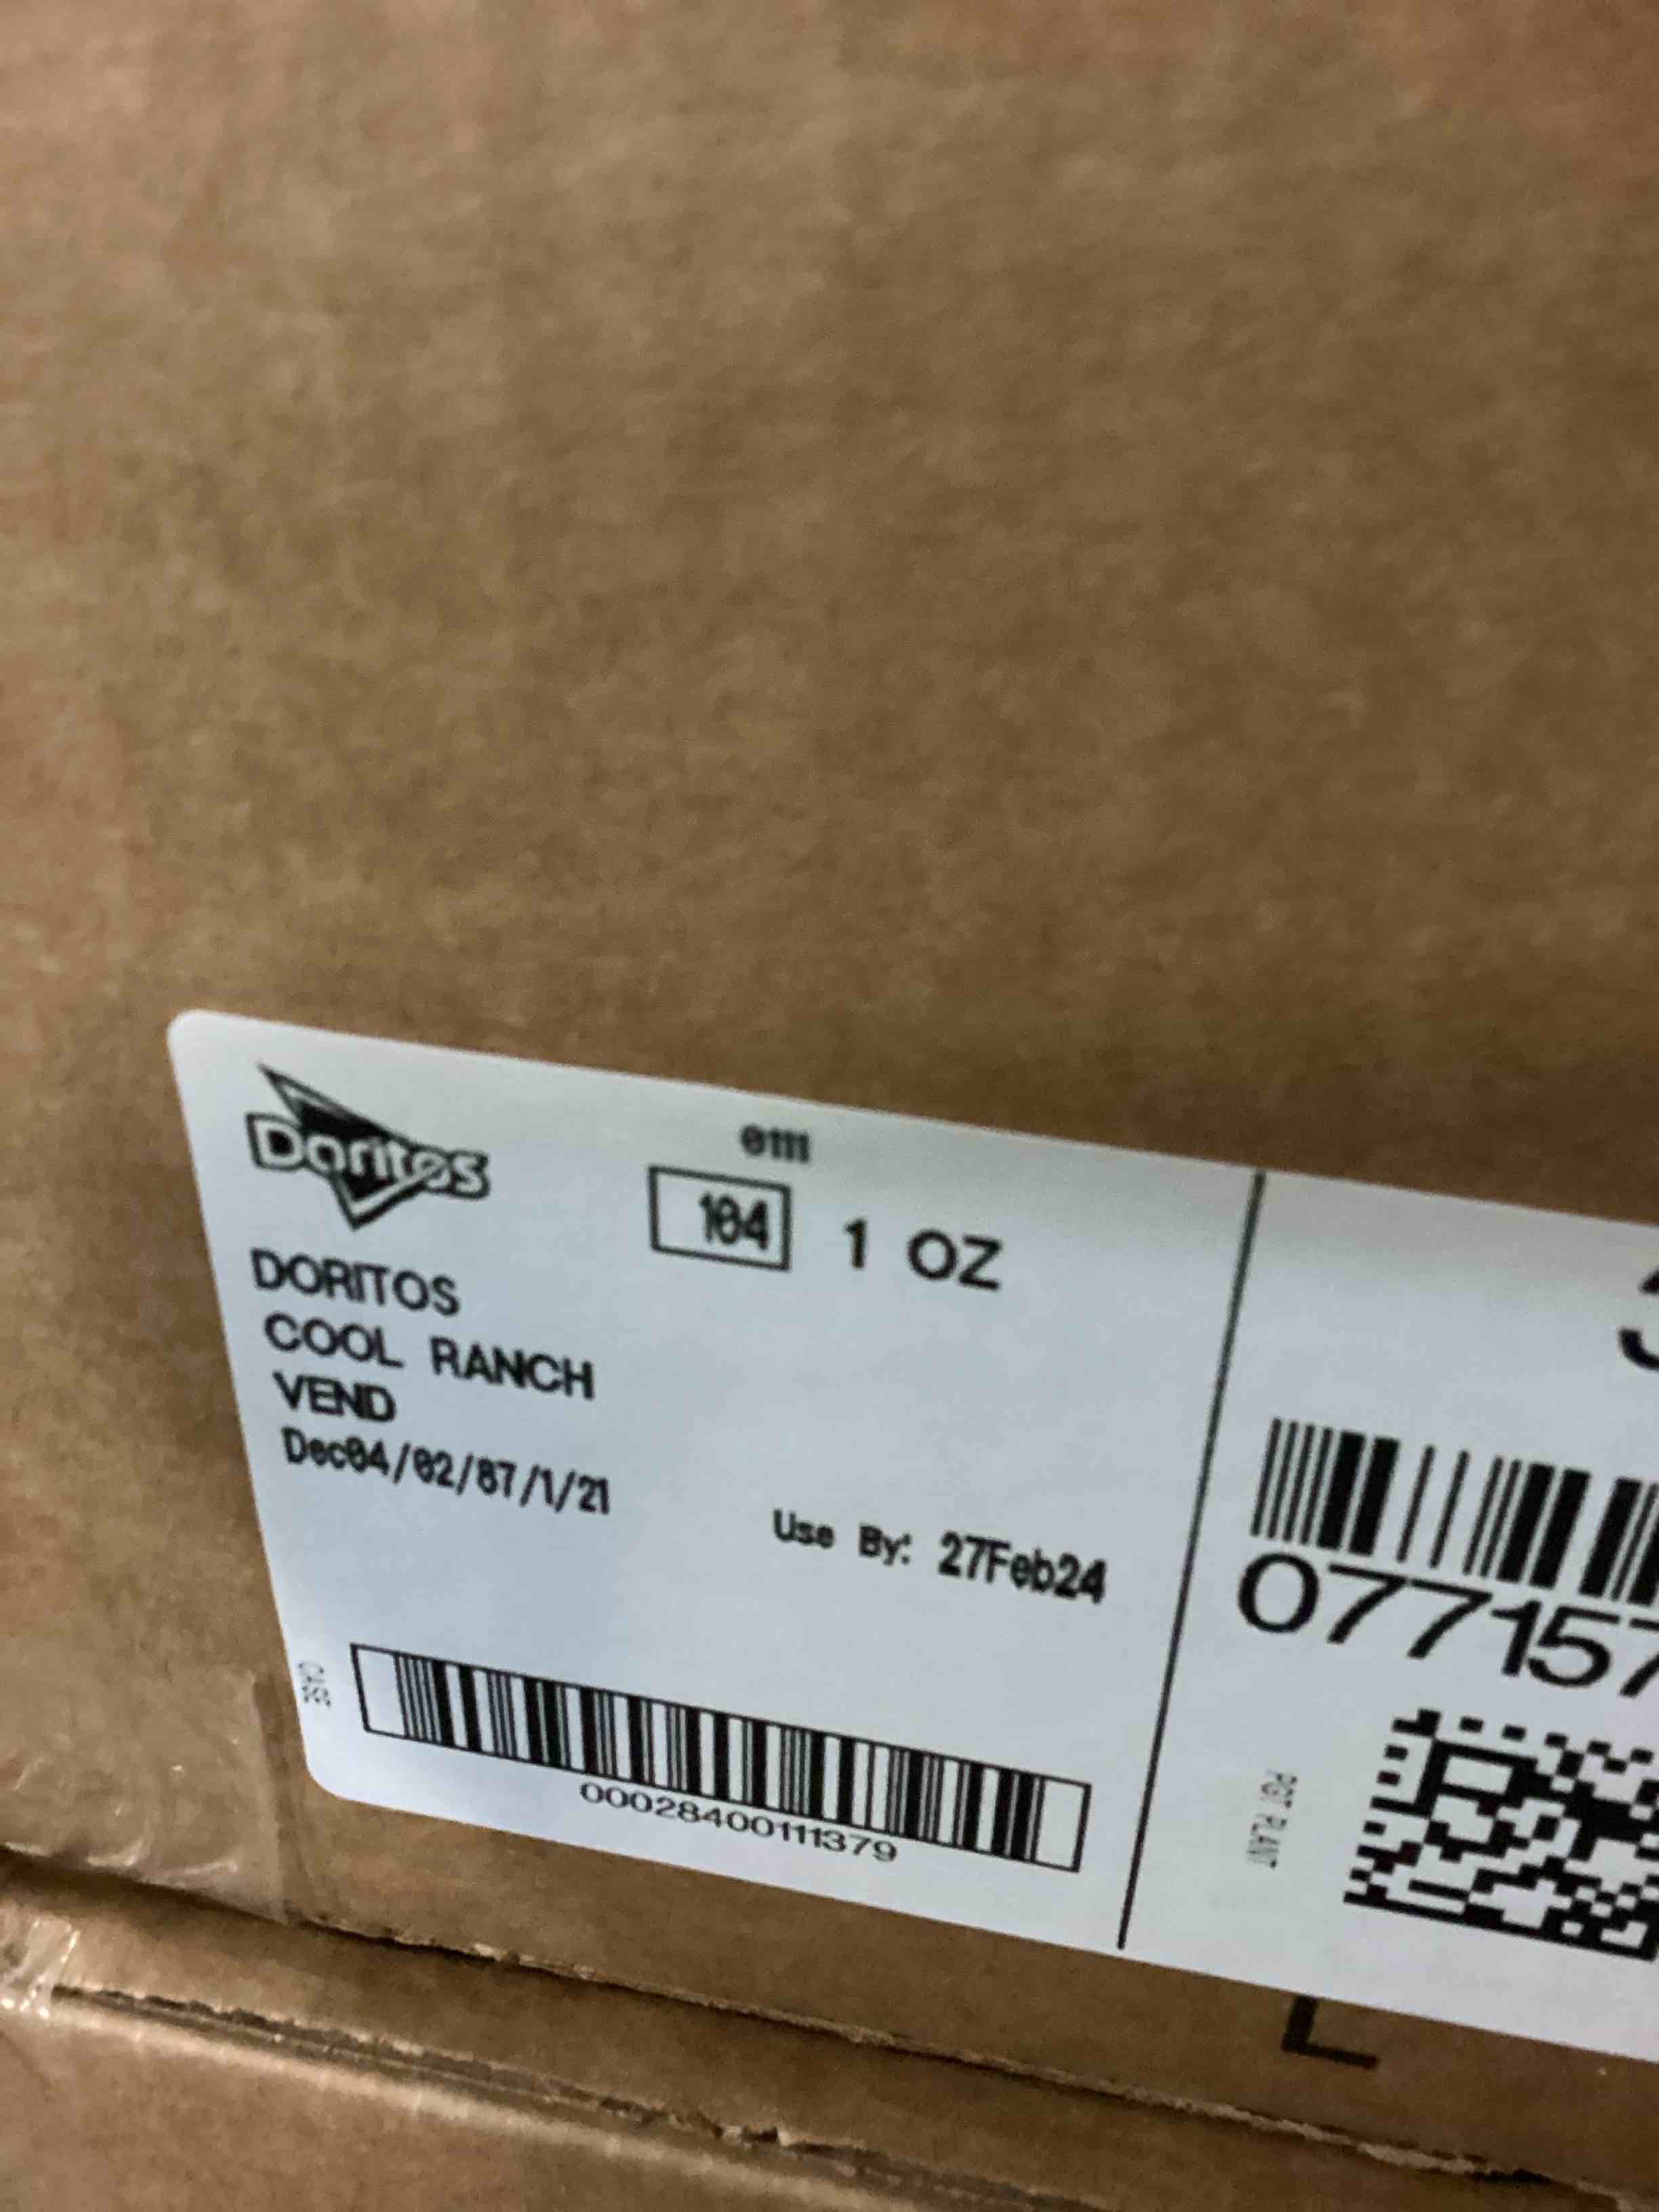 Doritos
0111
104 1 OZ
DORITOS
COOL RANCH
VEND
Dec04/02/87/1/21
Use By: 27Feb24
CASE
00028400111379
077157
PGT PLANT
L